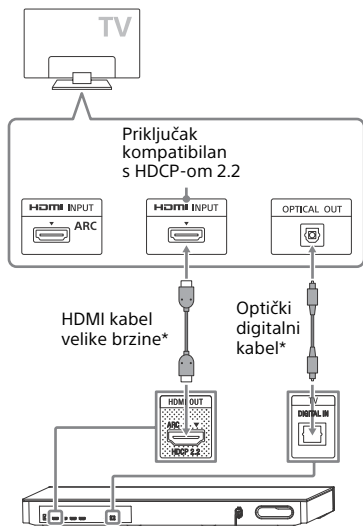 TV
Priključak
kompatibilan
s HDCP-om 2.2
HDMI INPUT
ARC
HDMI INPUT
OPTICAL OUT
HDMI kabel
velike brzine*
Optički
digitalni
kabel*
HDMI OUT
ARC
HDCP 2.2
TV
DIGITAL IN